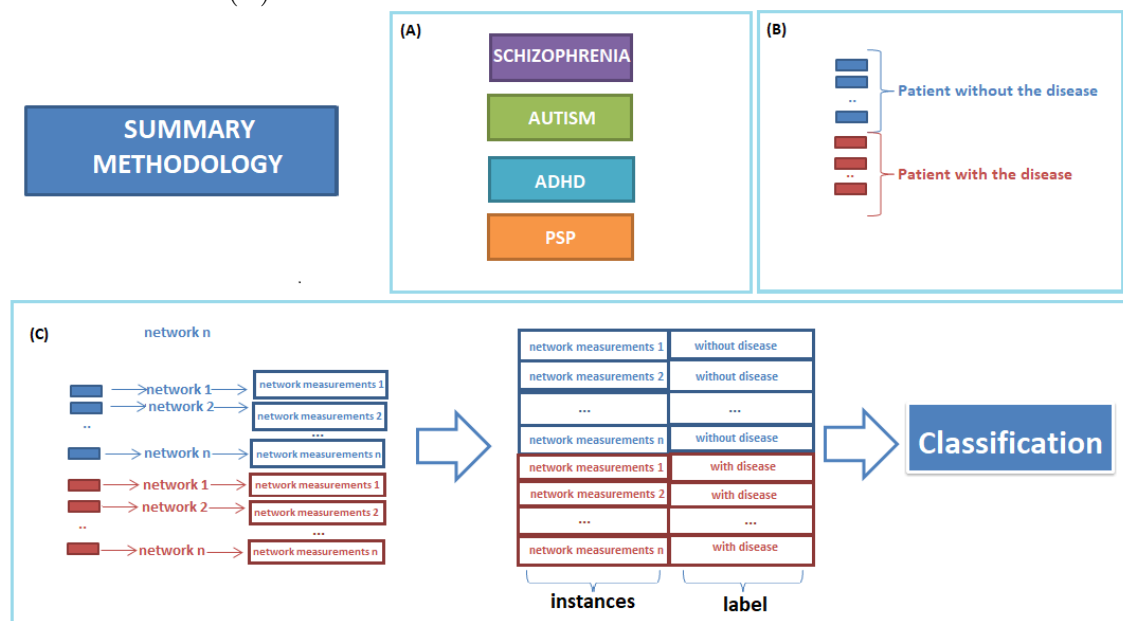 SUMMARY
METHODOLOGY
(A)
SCHIZOPHRENIA
AUTISM
ADHD
PSP
(B)
..
Patient without the disease
..
Patient with the disease
(C)
network n
network 1
network measurements 1
network 2
network measurements 2
..
...
network n
network measurements n
network 1
network measurements 1
network 2
network measurements 2
..
...
network n
network measurements n
network measurements 1 without disease
network measurements 2 without disease
... ...
network measurements n without disease
network measurements 1 with disease
network measurements 2 with disease
... ...
network measurements n with disease
instances label
Classification